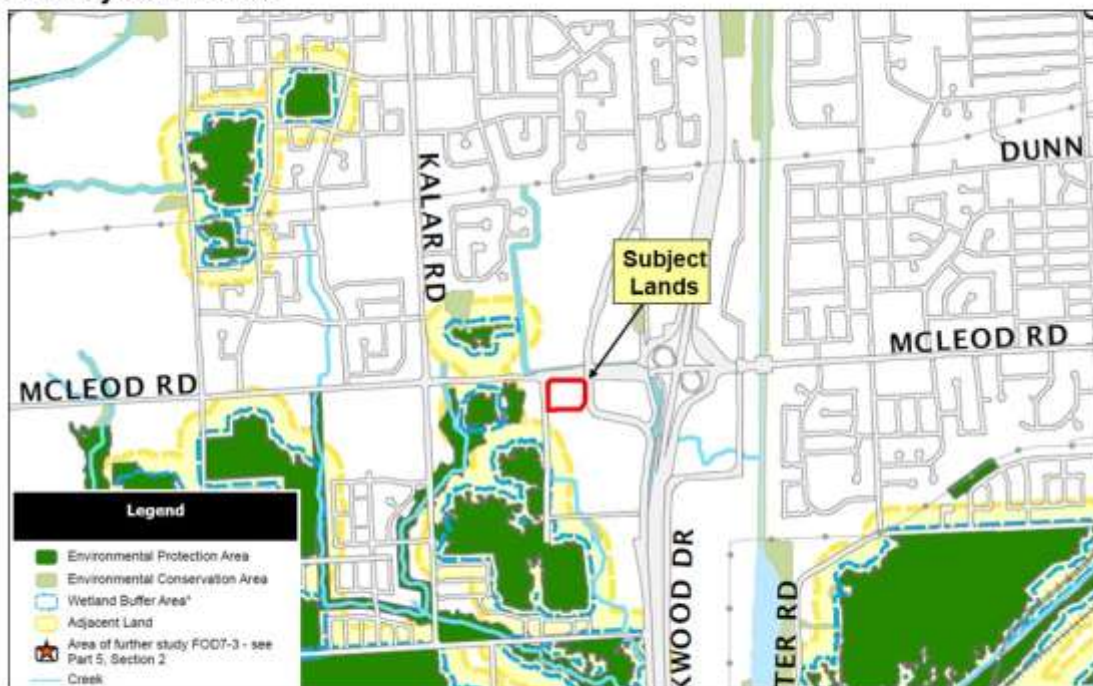 DUNN
KALAR RD
Subject
Lands
MCLEOD RD
MCLEOD RD
Legend
Environmental Protection Area
Environmental Conservation Area
Wetland Buffer Area*
Adjacent Land
Area of further study FOD7-3 - see
Part 5, Section 2
Creek
KWOOD DR
TER RD